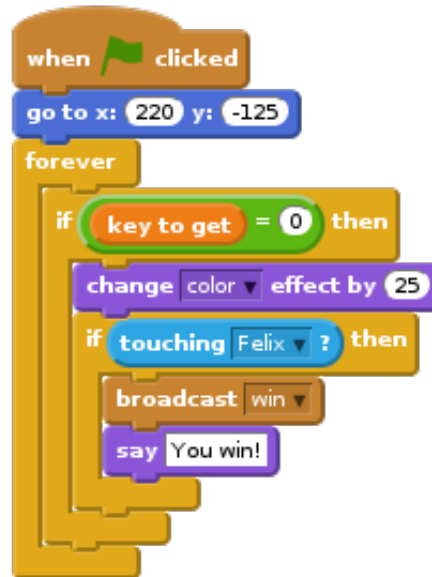 when clicked
go to x: 220 y: -125
forever
if key to get = 0 then
change color effect by 25
if touching Felix ? then
broadcast win
say You win!